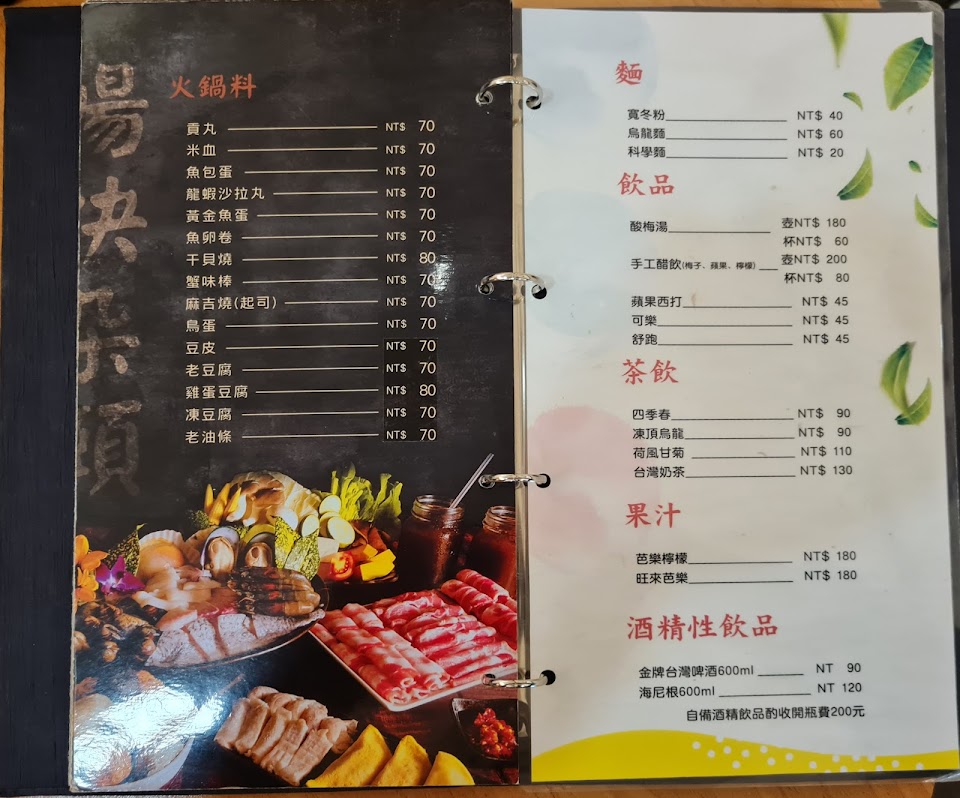 火鍋料
貢丸 NT$ 70
米血 NT$ 70
魚包蛋 NT$ 70
龍蝦沙拉丸 NT$ 70
黃金魚蛋 NT$ 70
魚卵卷 NT$ 70
干貝燒 NT$ 80
蟹味棒 NT$ 70
麻吉燒(起司) NT$ 70
鳥蛋 NT$ 70
豆皮 NT$ 70
老豆腐 NT$ 70
雞蛋豆腐 NT$ 80
凍豆腐 NT$ 70
老油條 NT$ 70
麵
寬冬粉 NT$ 40
烏龍麵 NT$ 60
科學麵 NT$ 20
飲品
酸梅湯 壺NT$ 180
杯NT$ 60
手工醋飲(梅子、蘋果、檸檬) 壺NT$ 200
杯NT$ 80
蘋果西打 NT$ 45
可樂 NT$ 45
舒跑 NT$ 45
茶飲
四季春 NT$ 90
凍頂烏龍 NT$ 90
荷風甘菊 NT$ 110
台灣奶茶 NT$ 130
果汁
芭樂檸檬 NT$ 180
旺來芭樂 NT$ 180
酒精性飲品
金牌台灣啤酒600ml NT 90
海尼根600ml NT 120
自備酒精飲品酌收開瓶費200元